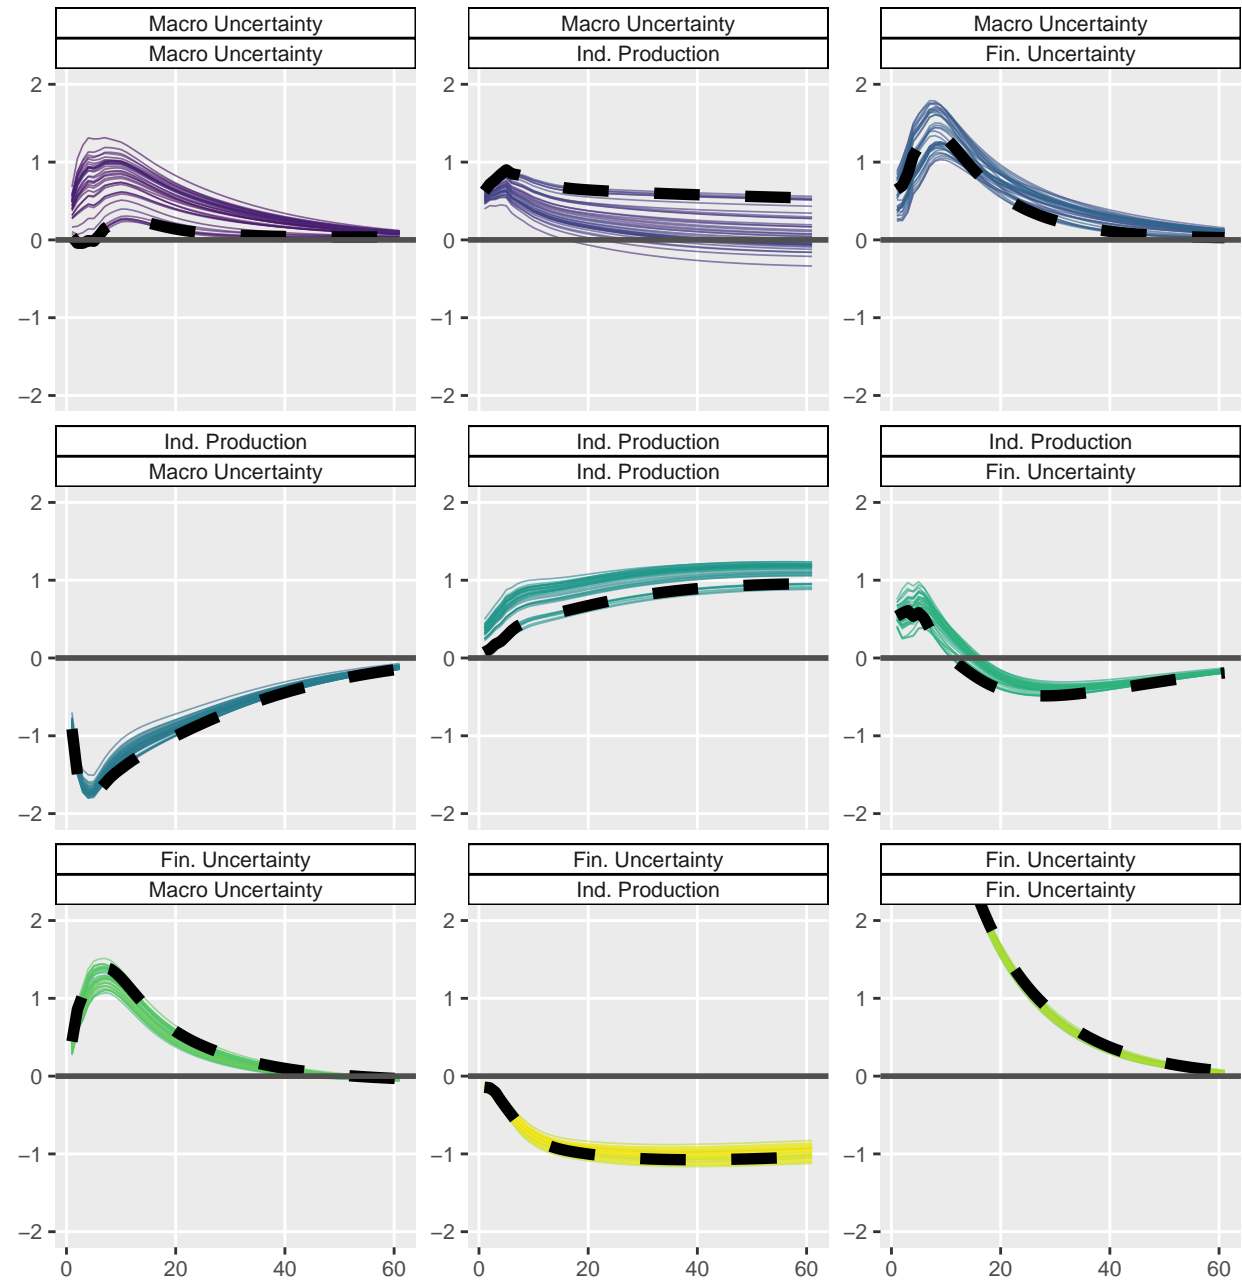 Macro Uncertainty Macro Uncertainty Macro Uncertainty
Macro Uncertainty Ind. Production Fin. Uncertainty
2 2 2
1 1 1
0 0 0
−1 −1 −1
−2 −2 −2
Ind. Production Ind. Production Ind. Production
Macro Uncertainty Ind. Production Fin. Uncertainty
2 2 2
1 1 1
0 0 0
−1 −1 −1
−2 −2 −2
Fin. Uncertainty Fin. Uncertainty Fin. Uncertainty
Macro Uncertainty Ind. Production Fin. Uncertainty
2 2 2
1 1 1
0 0 0
−1 −1 −1
−2 −2 −2
0 20 40 60 0 20 40 60 0 20 40 60